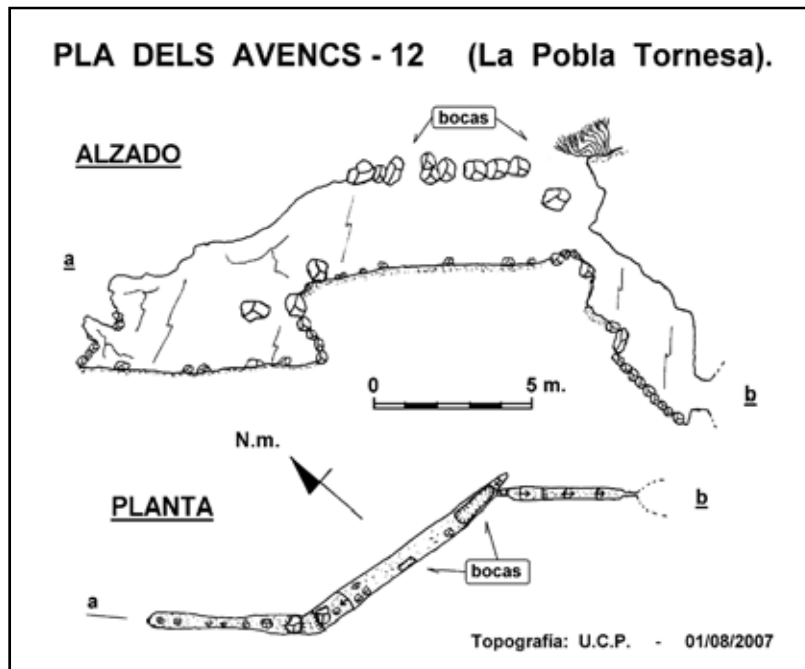 PLA DELS AVENCS - 12 (La Pobla Tornesa).
bocas
ALZADO
a
0 5 m.
b
N.m.
PLANTA
b
bocas
a
Topografía: U.C.P. - 01/08/2007